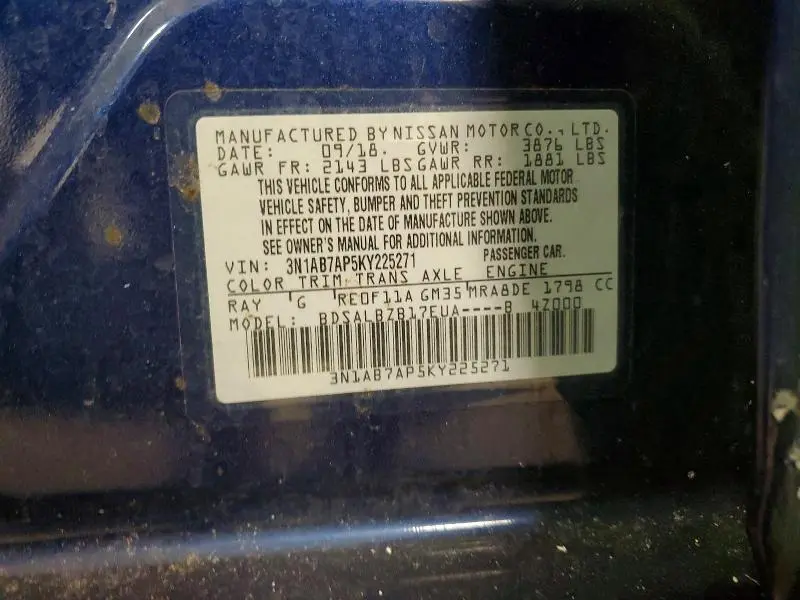 MANUFACTURED BY NISSAN MOTOR CO., LTD.
DATE: 09/18. GVWR: 3876 LBS
GAWR FR: 2143 LBS GAWR RR: 1881 LBS
THIS VEHICLE CONFORMS TO ALL APPLICABLE FEDERAL MOTOR
VEHICLE SAFETY, BUMPER AND THEFT PREVENTION STANDARDS
IN EFFECT ON THE DATE OF MANUFACTURE SHOWN ABOVE.
SEE OWNER'S MANUAL FOR ADDITIONAL INFORMATION.
VIN: 3N1AB7AP5KY225271 PASSENGER CAR.
COLOR TRIM TRANS AXLE ENGINE
RAY G RE0F11A GM35 MRA8DE 1798 CC
MODEL: BDSALBZB17EUA----B 4Z000
3N1AB7AP5KY225271